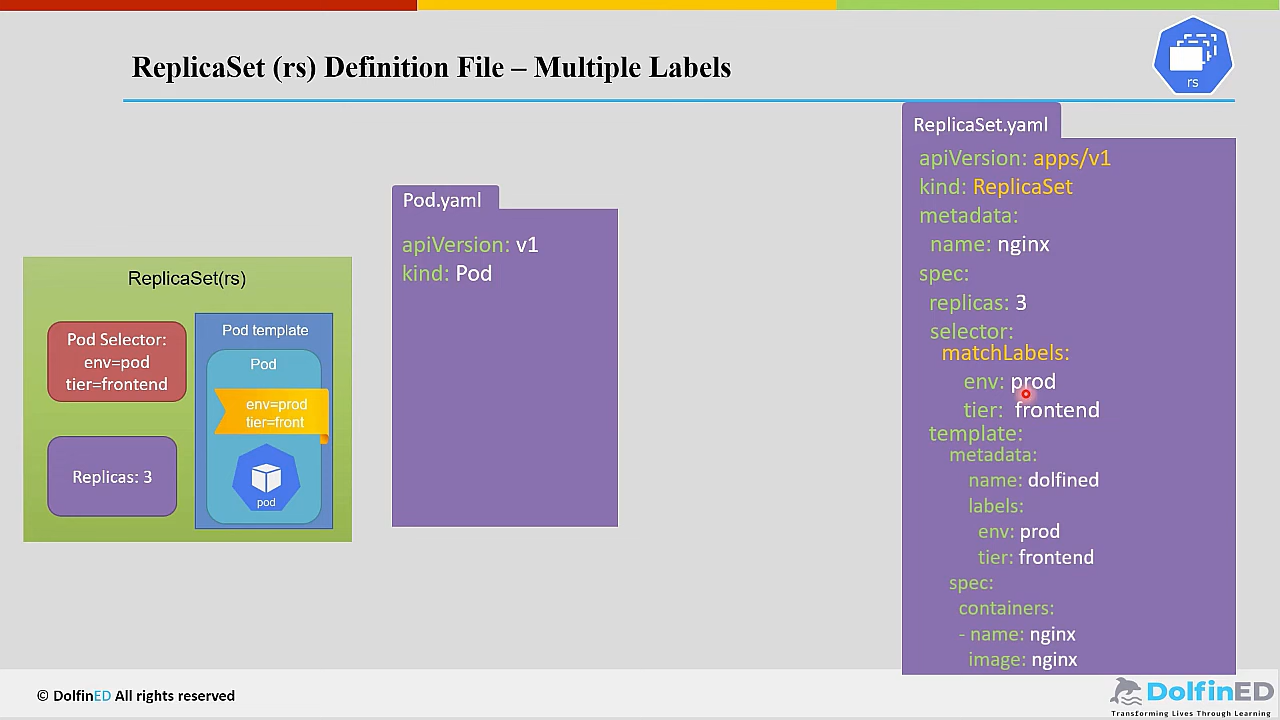 ReplicaSet (rs) Definition File – Multiple Labels
rs
ReplicaSet(rs)
Pod Selector:
env=pod
tier=frontend
Replicas: 3
Pod template
Pod
env=prod
tier=front
pod
Pod.yaml
apiVersion: v1
kind: Pod
ReplicaSet.yaml
apiVersion: apps/v1
kind: ReplicaSet
metadata:
name: nginx
spec:
replicas: 3
selector:
matchLabels:
env: prod
tier: frontend
template:
metadata:
name: dolfined
labels:
env: prod
tier: frontend
spec:
containers:
- name: nginx
image: nginx
© DolfinED All rights reserved
DolfinED
Transforming Lives Through Learning